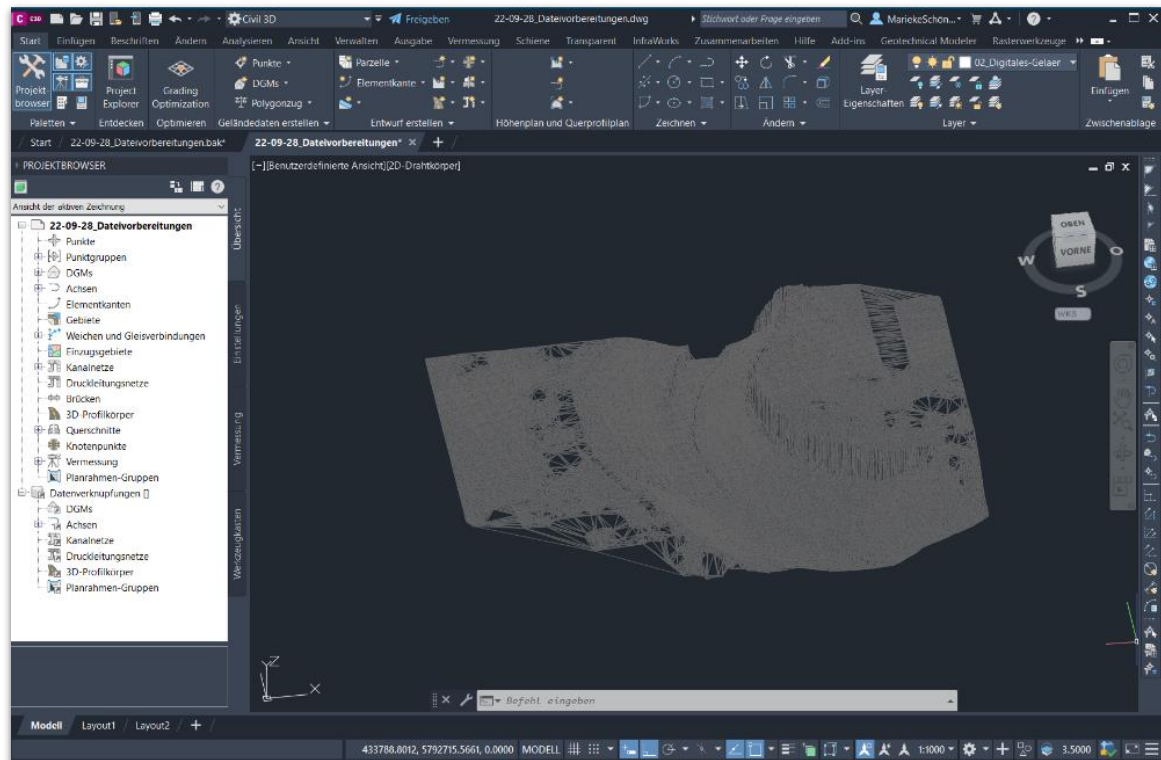 C C3D Civil 3D Freigeben 22-09-28_Dateivorbereitungen.dwg Stichwort oder Frage eingeben MariekeSchon...
Start Einfügen Beschriften Ändern Analysieren Ansicht Verwalten Ausgabe Vermessung Schiene Transparent InfraWorks Zusammenarbeiten Hilfe Add-ins Geotechnical Modeler Rasterwerkzeuge
Projekt-browser
Project Explorer
Grading Optimization
Punkte
DGMs
Polygonzug
Parzelle
Elementkante
Layer-Eigenschaften
02_Digitales-Gelaer
Einfügen
Paletten Entdecken Optimieren Geländedaten erstellen Entwurf erstellen Höhenplan und Querprofilplan Zeichnen Ändern Layer Zwischenablage
Start 22-09-28_Dateivorbereitungen.bak* 22-09-28_Dateivorbereitungen* +
PROJEKTBROWSER
Ansicht der aktiven Zeichnung
22-09-28_Dateivorbereitungen
Punkte
Punktgruppen
DGMs
Achsen
Elementkanten
Gebiete
Weichen und Gleisverbindungen
Einzugsgebiete
Kanalnetze
Druckleitungsnetze
Brücken
3D-Profilkörper
Querschnitte
Knotenpunkte
Vermessung
Planrahmen-Gruppen
Datenverknüpfungen []
DGMs
Achsen
Kanalnetze
Druckleitungsnetze
3D-Profilkörper
Planrahmen-Gruppen
Übersicht
Einstellungen
Vermessung
Werkzeugkasten
[−][Benutzerdefinierte Ansicht][2D-Drahtkörper]
OBEN
VORNE
W
O
S
WKS
Z
X
Befehl eingeben
Modell Layout1 Layout2 +
433788.8012, 5792715.5661, 0.0000 MODELL 1:1000 3.5000